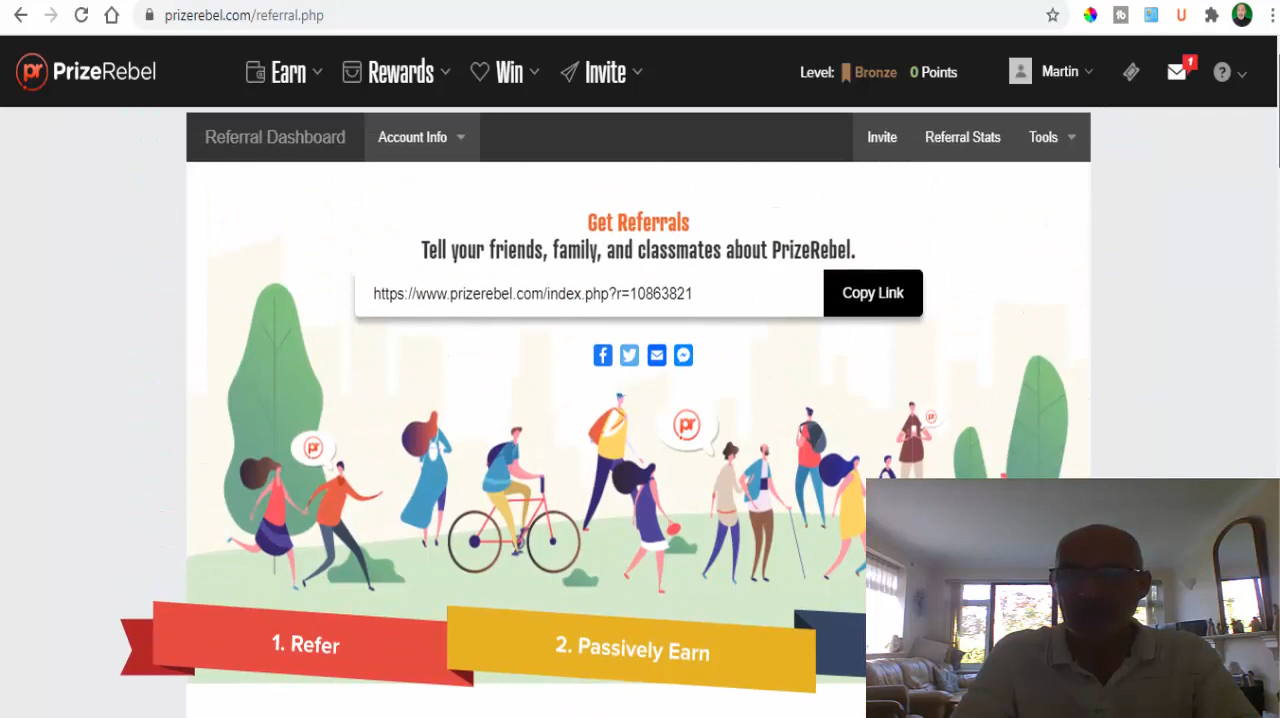 prizerebel.com/referral.php
pr PrizeRebel Earn Rewards Win Invite Level: Bronze 0 Points Martin 1 ?
Referral Dashboard Account Info Invite Referral Stats Tools
Get Referrals
Tell your friends, family, and classmates about PrizeRebel.
https://www.prizerebel.com/index.php?r=10863821 Copy Link
pr
pr
pr
1. Refer
2. Passively Earn